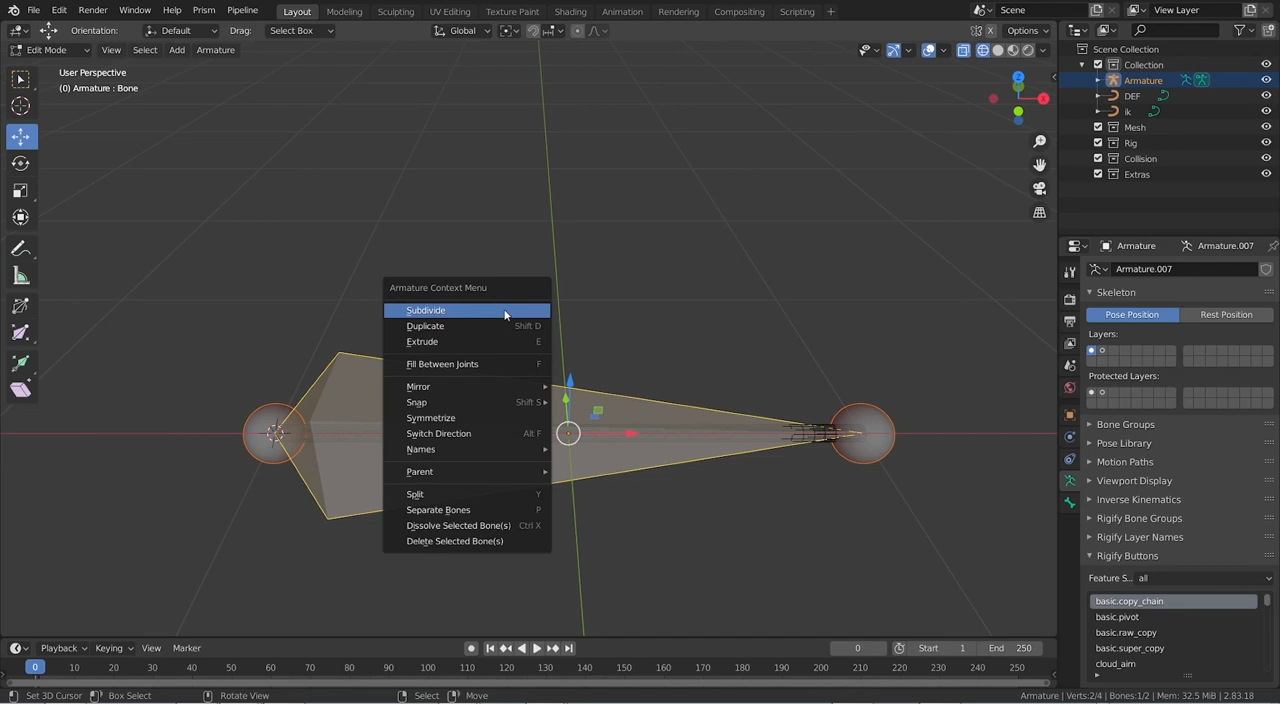 File Edit Render Window Help Prism Pipeline Layout Modeling Sculpting UV Editing Texture Paint Shading Animation Rendering Compositing Scripting + Scene View Layer
Orientation: Default Drag: Select Box Global Options
Edit Mode View Select Add Armature
User Perspective
(0) Armature : Bone
Z
X
Scene Collection
Collection
Armature
DEF
ik
Mesh
Rig
Collision
Extras
Armature Context Menu
Subdivide
Duplicate Shift D
Extrude E
Fill Between Joints F
Mirror
Snap Shift S
Symmetrize
Switch Direction Alt F
Names
Parent
Split Y
Separate Bones P
Dissolve Selected Bone(s) Ctrl X
Delete Selected Bone(s)
Armature Armature.007
Armature.007
Skeleton
Pose Position Rest Position
Layers:
Protected Layers:
Bone Groups
Pose Library
Motion Paths
Viewport Display
Inverse Kinematics
Rigify Bone Groups
Rigify Layer Names
Rigify Buttons
Feature S... all
basic.copy_chain
basic.pivot
basic.raw_copy
basic.super_copy
cloud_aim
Playback Keying View Marker 0 Start 1 End 250
0 10 20 30 40 50 60 70 80 90 100 110 120 130 140 150 160 170 180 190 200 210 220 230 240 250
Set 3D Cursor Box Select Rotate View Select Move Armature | Verts:2/4 | Bones:1/2 | Mem: 32.5 MiB | 2.83.18